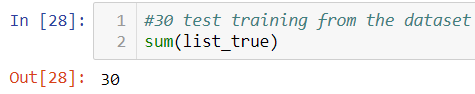 In [28]: 1 #30 test training from the dataset
2 sum(list_true)
Out[28]: 30